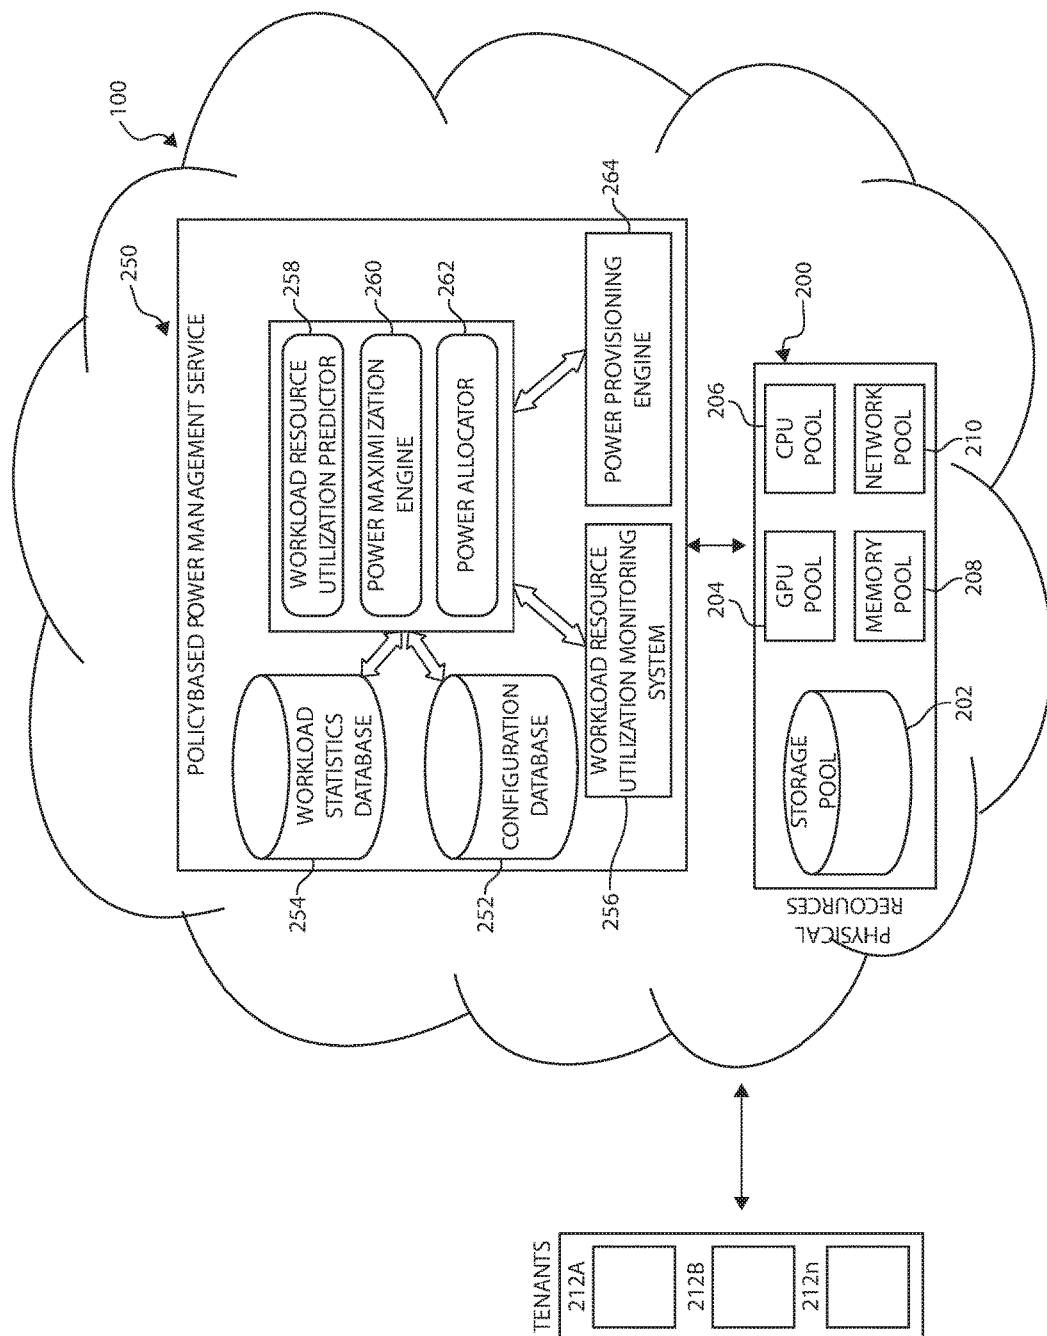 100
250
POLICYBASED POWER MANAGEMENT SERVICE
WORKLOAD
STATISTICS
DATABASE
254
CONFIGURATION
DATABASE
252
WORKLOAD RESOURCE
UTILIZATION PREDICTOR
258
POWER MAXIMIZATION
ENGINE
260
POWER ALLOCATOR
262
WORKLOAD RESOURCE
UTILIZATION MONITORING
SYSTEM
256
POWER PROVISIONING
ENGINE
264
TENANTS
212A
212B
212n
PHYSICAL
RECOURCES
200
STORAGE
POOL
202
204
GPU
POOL
206
CPU
POOL
MEMORY
POOL
208
NETWORK
POOL
210